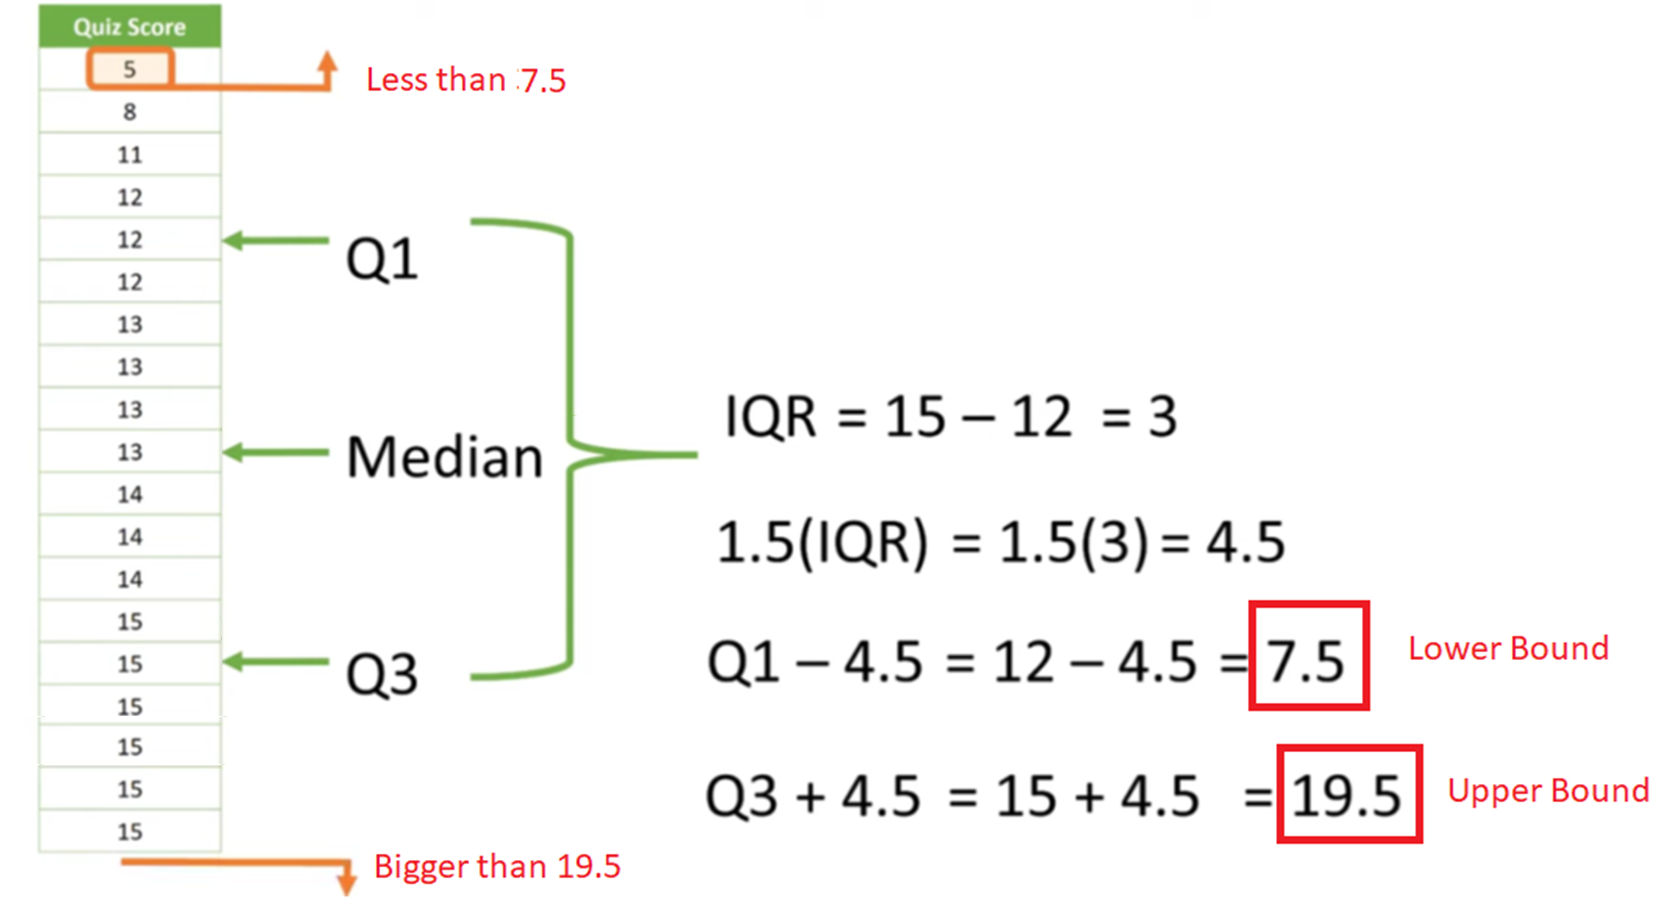 Quiz Score
5
Less than 7.5
8
11
12
12
Q1
12
13
13
13
IQR = 15 – 12 = 3
13
Median
14
14
1.5(IQR) = 1.5(3) = 4.5
14
15
15
Q3
Q1 – 4.5 = 12 – 4.5 = 7.5
Lower Bound
15
15
15
Q3 + 4.5 = 15 + 4.5 = 19.5
Upper Bound
15
Bigger than 19.5